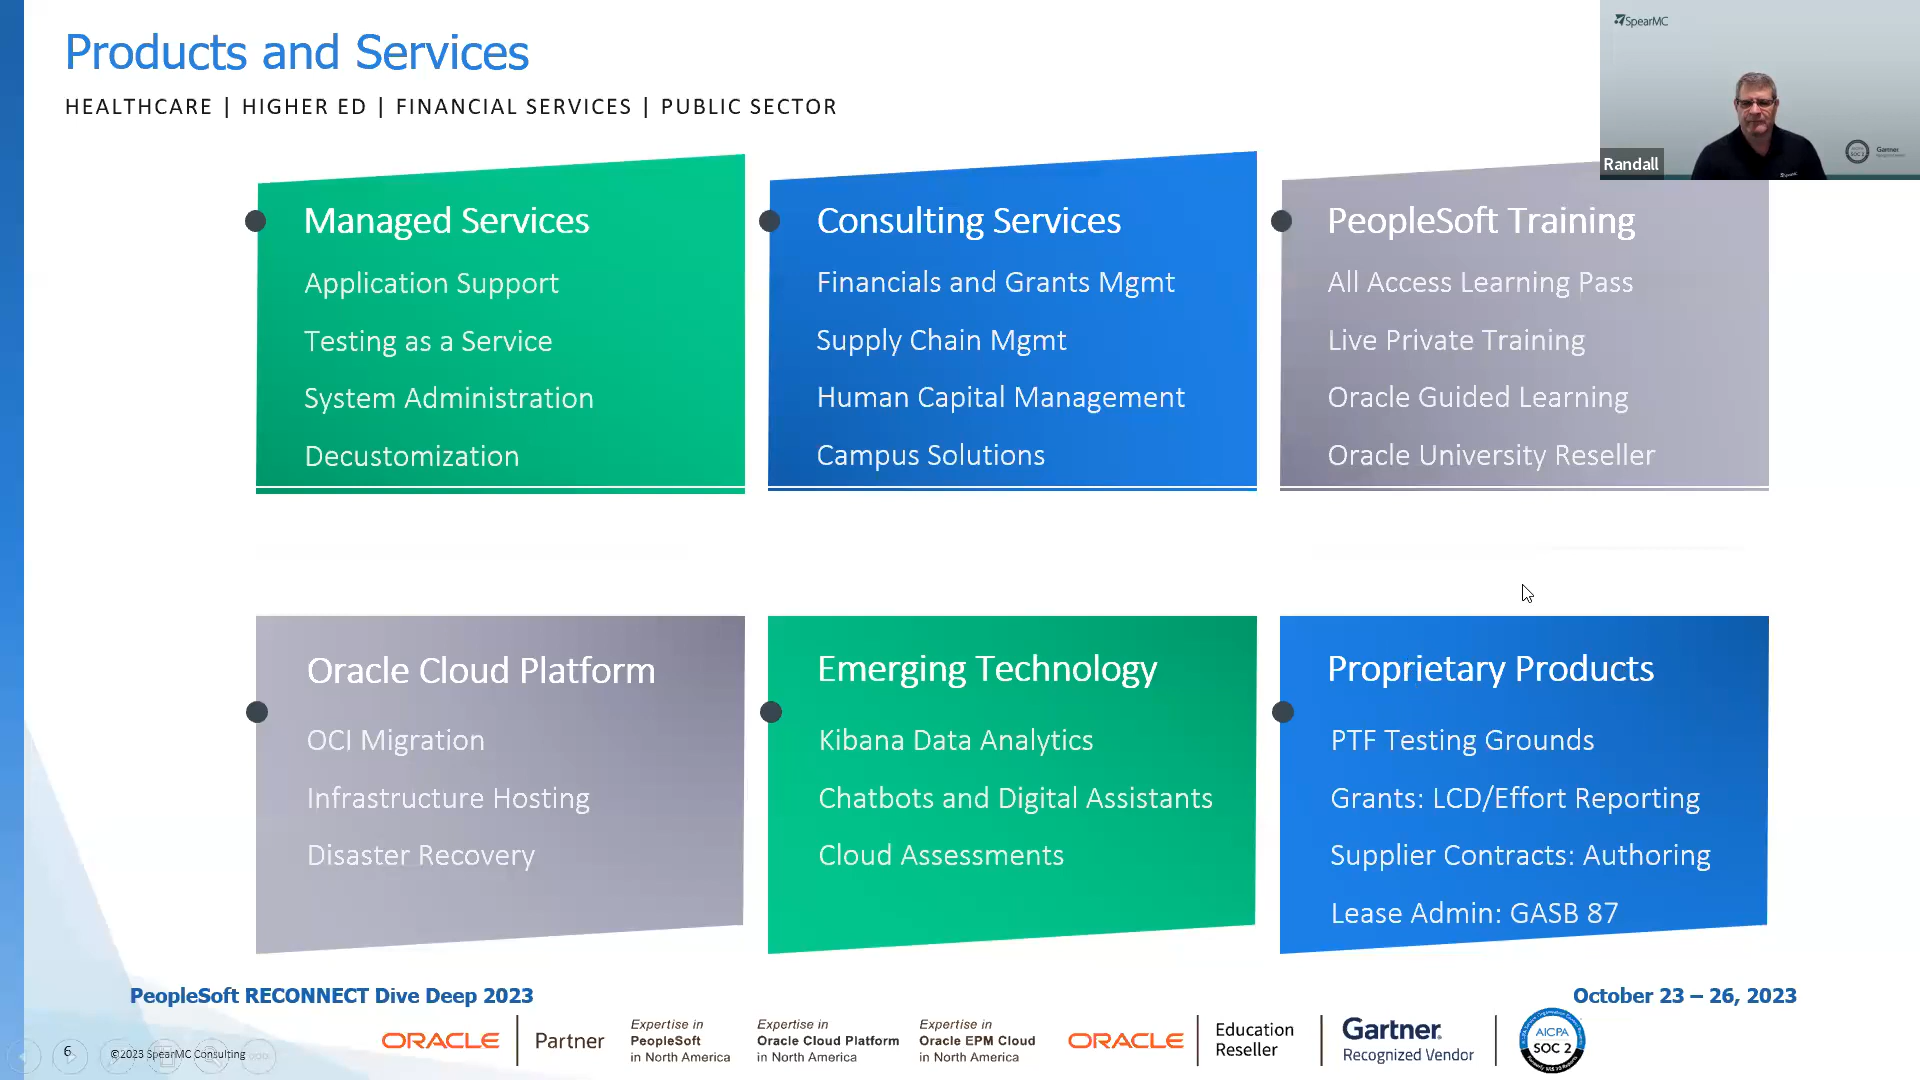 Products and Services
HEALTHCARE | HIGHER ED | FINANCIAL SERVICES | PUBLIC SECTOR
SpearMC
Randall
Managed Services
Application Support
Testing as a Service
System Administration
Decustomization
Consulting Services
Financials and Grants Mgmt
Supply Chain Mgmt
Human Capital Management
Campus Solutions
PeopleSoft Training
All Access Learning Pass
Live Private Training
Oracle Guided Learning
Oracle University Reseller
Oracle Cloud Platform
OCI Migration
Infrastructure Hosting
Disaster Recovery
Emerging Technology
Kibana Data Analytics
Chatbots and Digital Assistants
Cloud Assessments
Proprietary Products
PTF Testing Grounds
Grants: LCD/Effort Reporting
Supplier Contracts: Authoring
Lease Admin: GASB 87
PeopleSoft RECONNECT Dive Deep 2023
October 23 – 26, 2023
6
©2023 SpearMC Consulting
ORACLE
Partner
Expertise in
PeopleSoft
in North America
Expertise in
Oracle Cloud Platform
in North America
Expertise in
Oracle EPM Cloud
in North America
ORACLE
Education
Reseller
Gartner
Recognized Vendor
AICPA
SOC 2